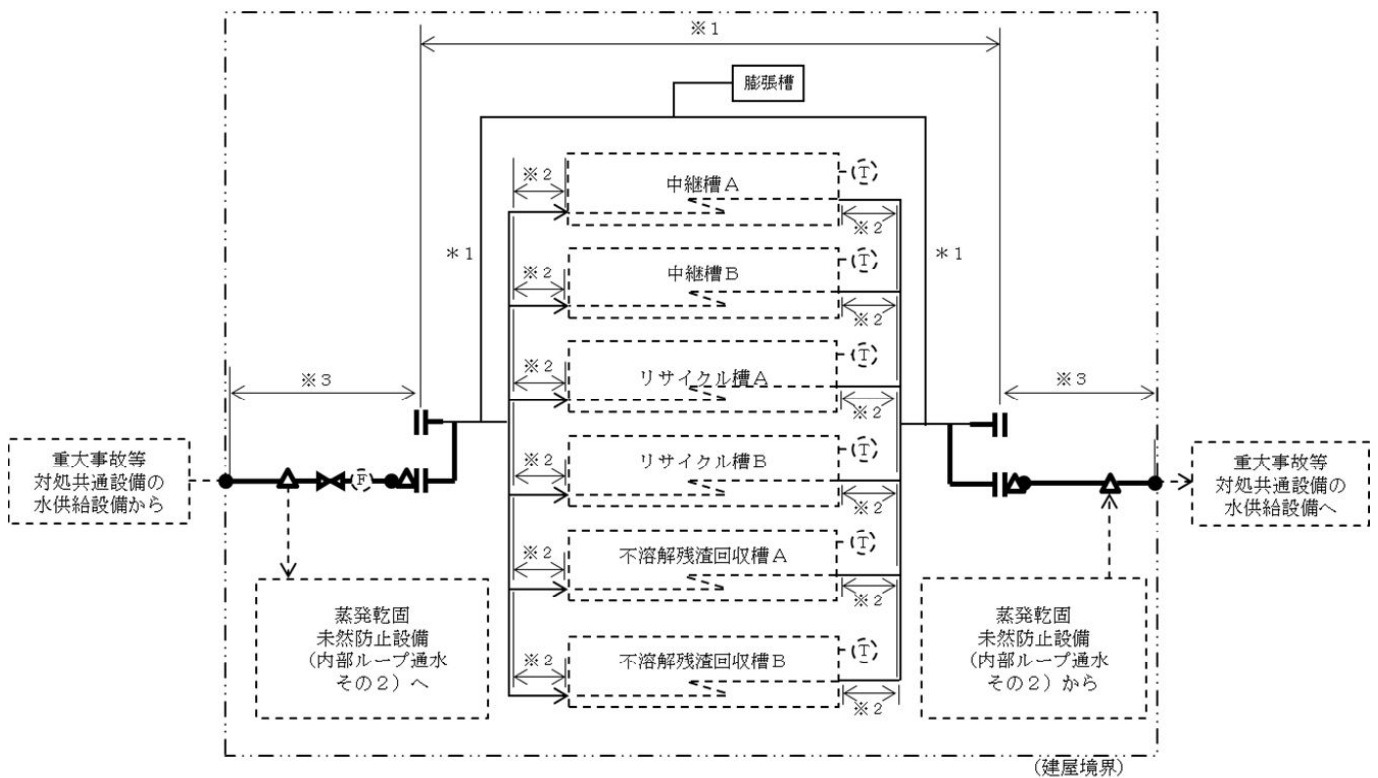 ※1
膨張槽
※2
中継槽A
T
※2
*1
*1
※2
中継槽B
T
※2
※2
リサイクル槽A
T
※2
※3
※3
※2
リサイクル槽B
T
※2
重大事故等
対処共通設備の
水供給設備から
F
重大事故等
対処共通設備の
水供給設備へ
※2
不溶解残渣回収槽A
T
※2
蒸発乾固
未然防止設備
(内部ループ通水
その2)へ
蒸発乾固
未然防止設備
(内部ループ通水
その2)から
※2
不溶解残渣回収槽B
T
※2
(建屋境界)